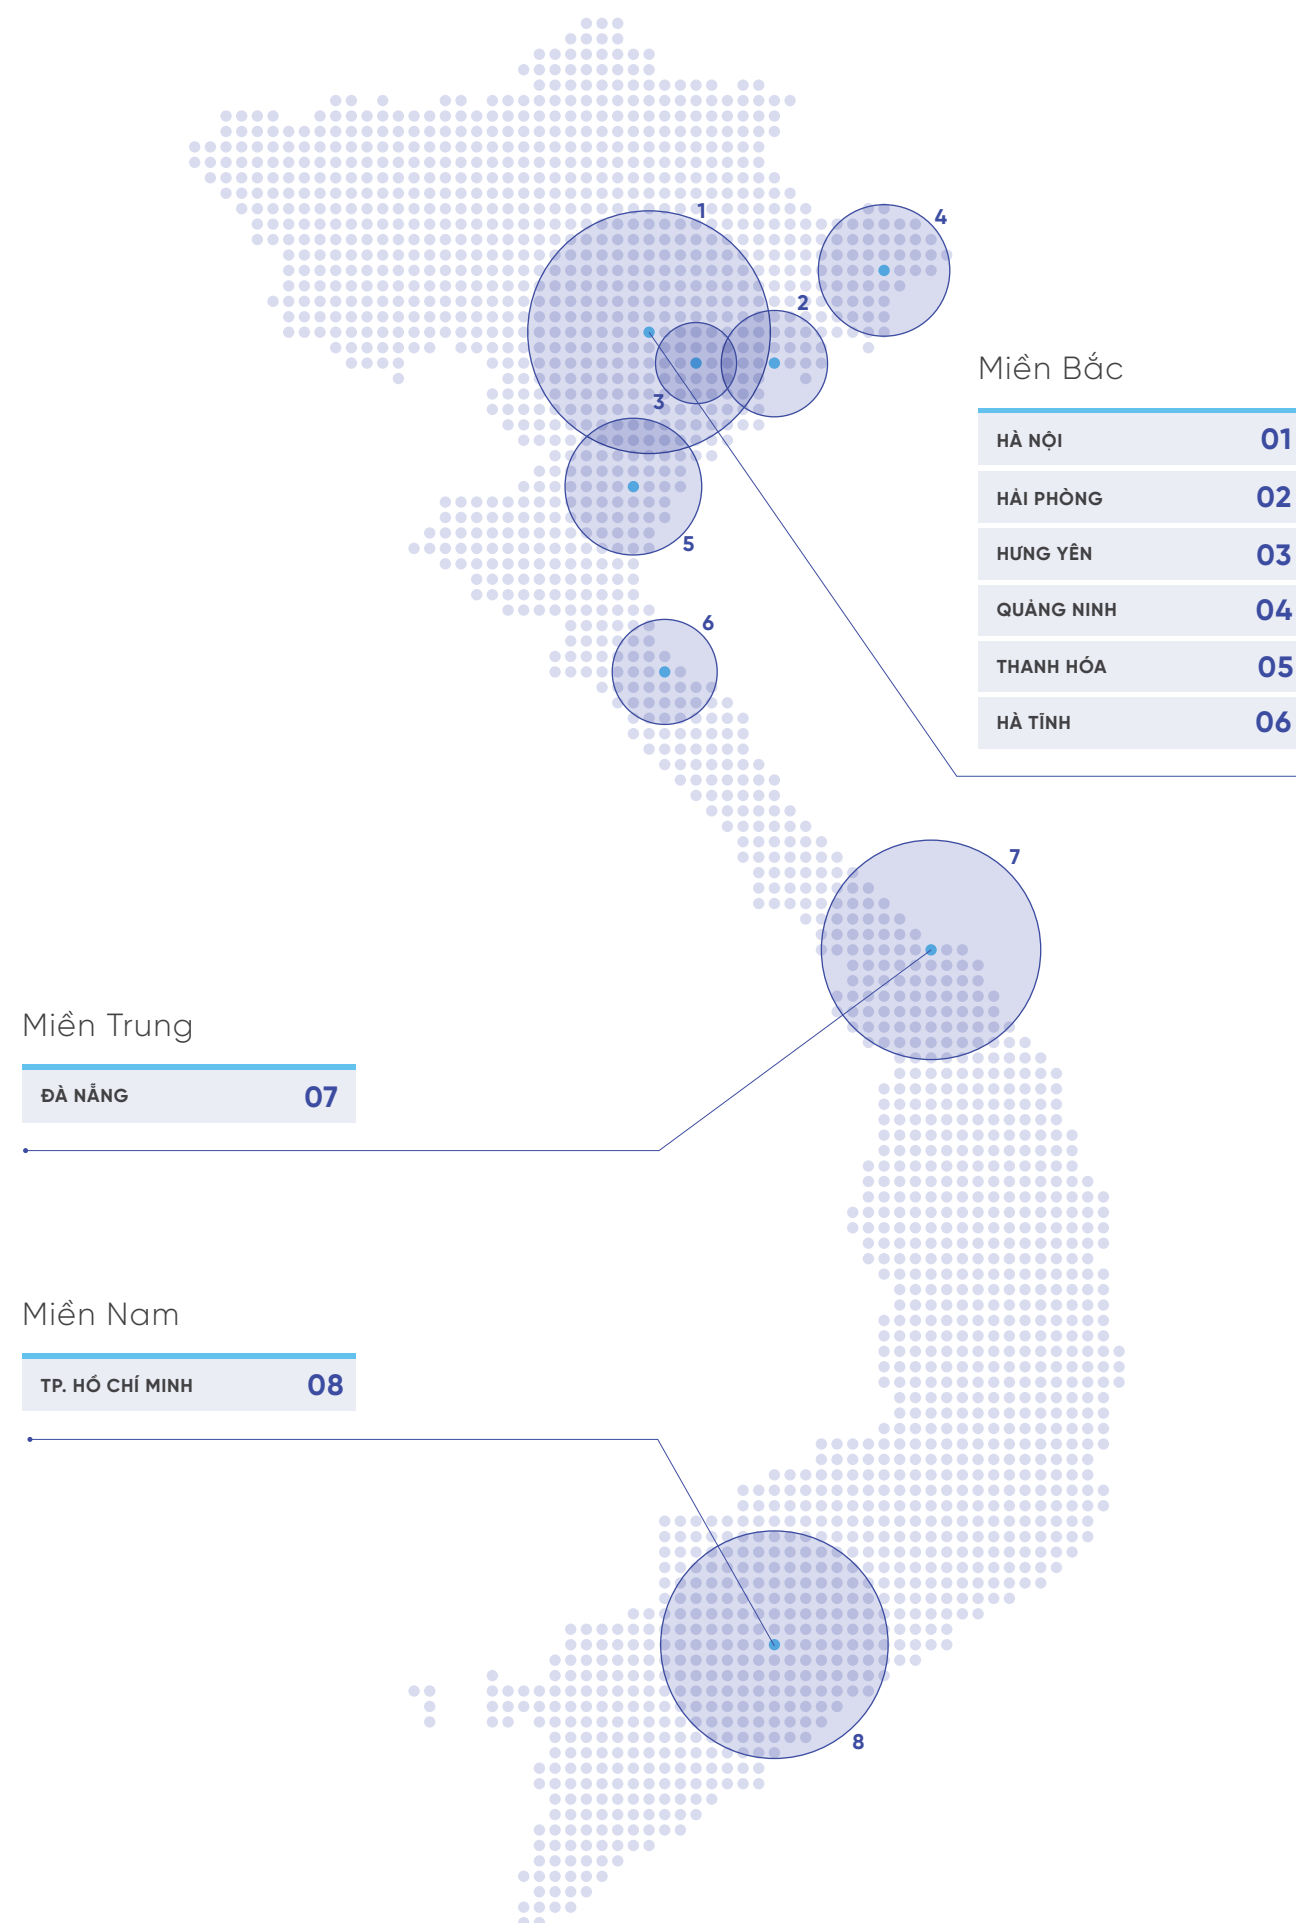 1
4
2
3
5
6
Miền Bắc
HÀ NỘI 01
HẢI PHÒNG 02
HƯNG YÊN 03
QUẢNG NINH 04
THANH HÓA 05
HÀ TĨNH 06
7
Miền Trung
ĐÀ NẴNG 07
Miền Nam
TP. HỒ CHÍ MINH 08
8